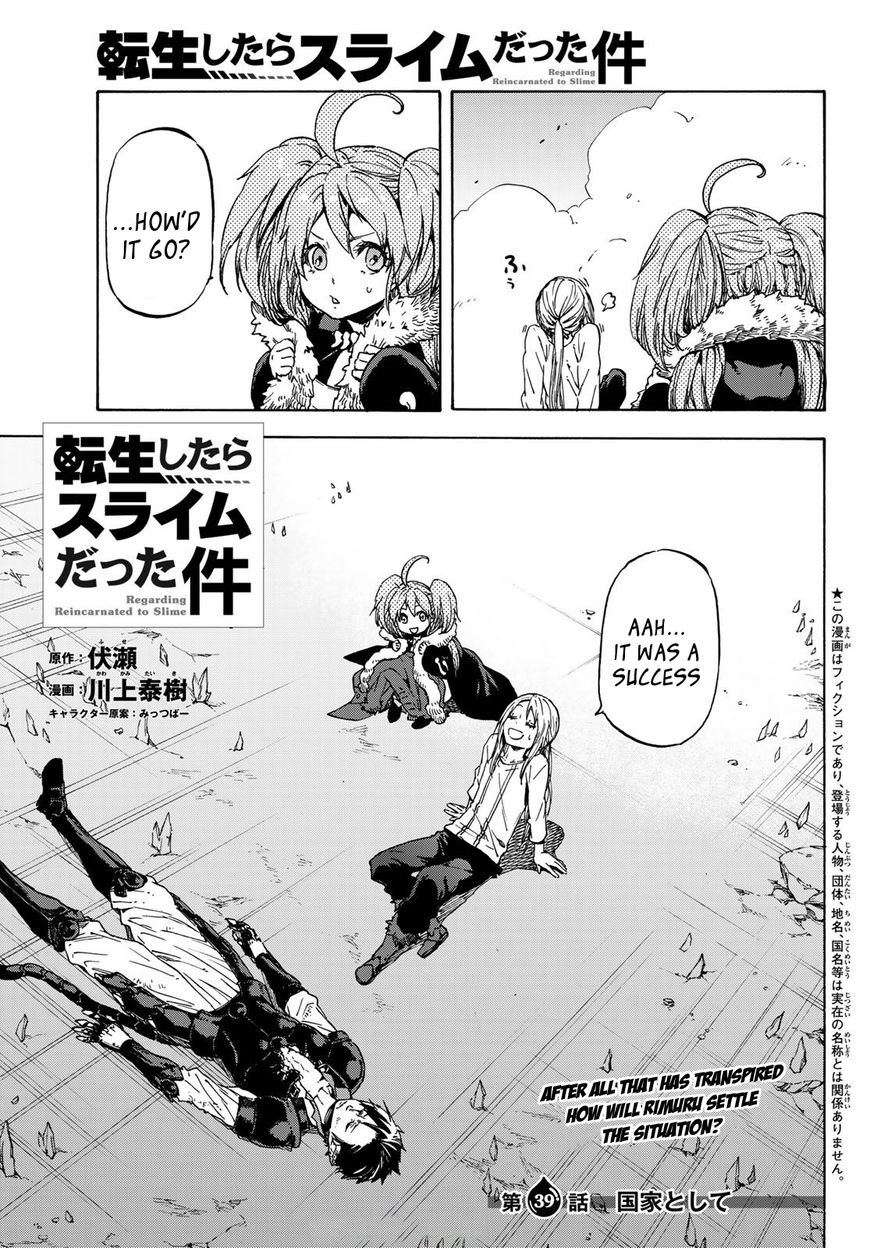 転生したらスライムだった件
Regarding
Reincarnated to Slime
ふぅ
...HOW'D
IT GO?
転生したら
スライム
だった件
Regarding
Reincarnated to Slime
原作：伏瀬
漫画：川上泰樹
キャラクター原案：みっつばー
AAH...
IT WAS A
SUCCESS
★この漫画はフィクションであり、登場する人物、団体、地名、国名等は実在の名称とは関係ありません。
AFTER ALL THAT HAS TRANSPIRED
HOW WILL RIMURU SETTLE
THE SITUATION?
第39話 国家として